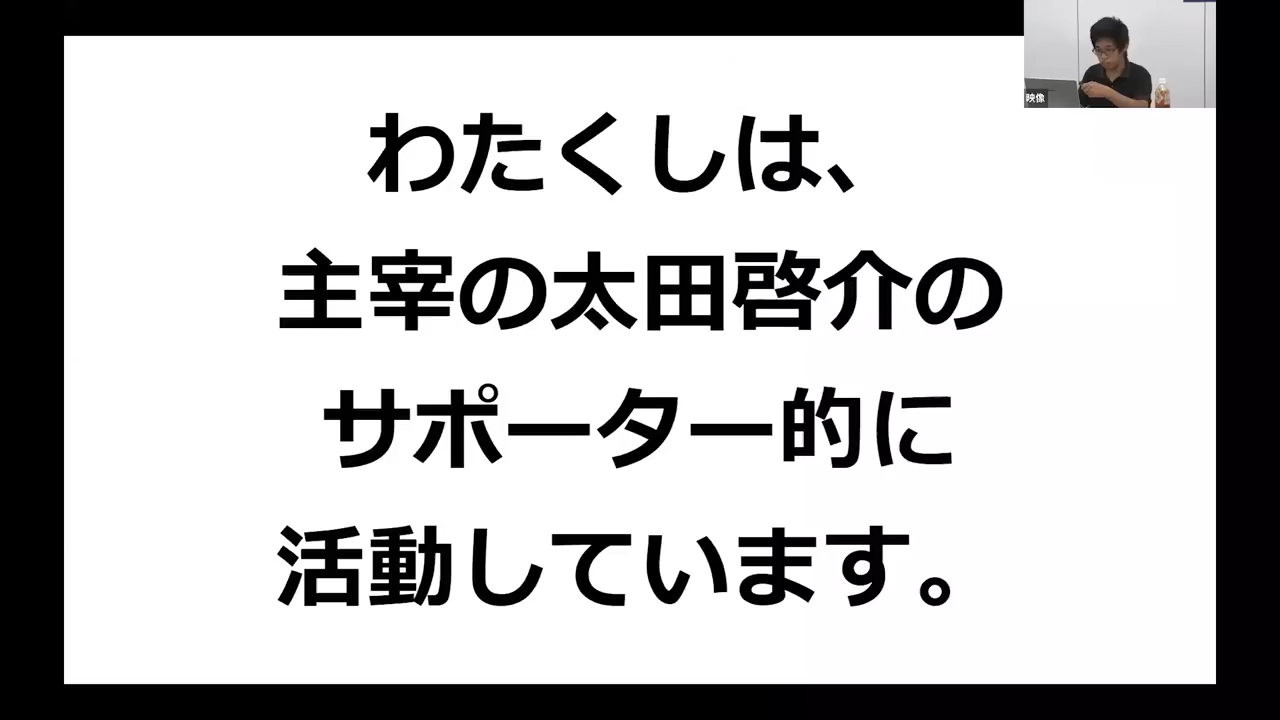 わたくしは、
主宰の太田啓介の
サポーター的に
活動しています。
映像